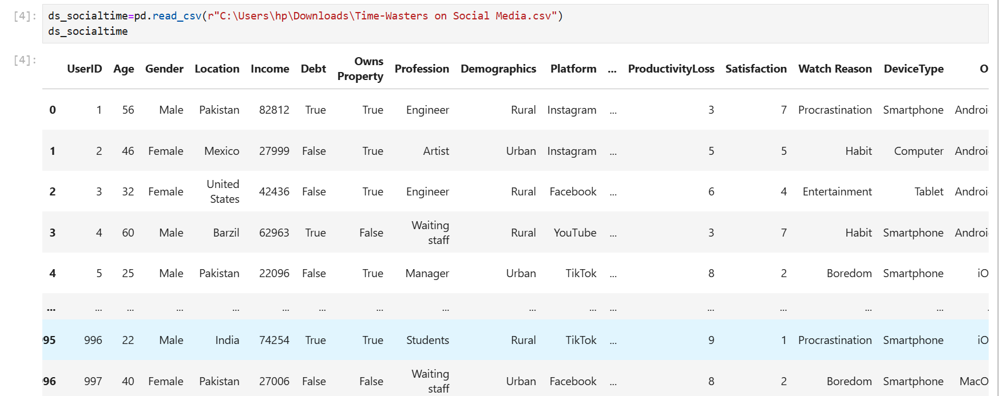 [4]: ds_socialtime=pd.read_csv(r"C:\Users\hp\Downloads\Time-Wasters on Social Media.csv")
ds_socialtime
[4]:
UserID Age Gender Location Income Debt Owns Property Profession Demographics Platform ... ProductivityLoss Satisfaction Watch Reason DeviceType O
0 1 56 Male Pakistan 82812 True True Engineer Rural Instagram ... 3 7 Procrastination Smartphone Androi
1 2 46 Female Mexico 27999 False True Artist Urban Instagram ... 5 5 Habit Computer Androi
2 3 32 Female United States 42436 False True Engineer Rural Facebook ... 6 4 Entertainment Tablet Androi
3 4 60 Male Barzil 62963 True False Waiting staff Rural YouTube ... 3 7 Habit Smartphone Androi
4 5 25 Male Pakistan 22096 False True Manager Urban TikTok ... 8 2 Boredom Smartphone iO
... ... ... ... ... ... ... ... ... ... ... ... ... ... ... ... .
95 996 22 Male India 74254 True True Students Rural TikTok ... 9 1 Procrastination Smartphone iO
96 997 40 Female Pakistan 27006 False False Waiting staff Urban Facebook ... 8 2 Boredom Smartphone MacO